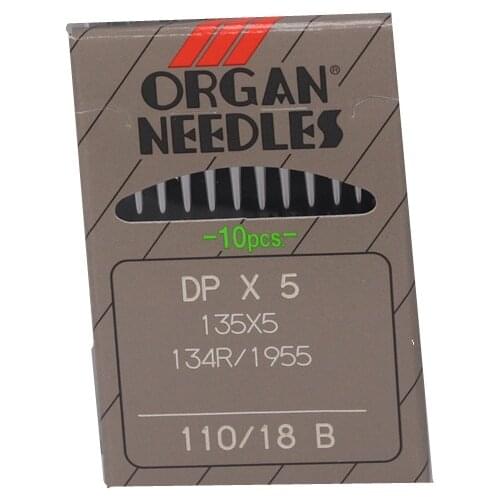 ORGAN®
NEEDLES
-10pcs.-
DP X 5
135X5
134R/1955
110/18 B